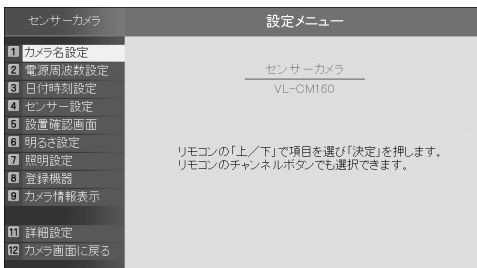 センサーカメラ
設定メニュー
1 カメラ名設定
2 電源周波数設定
3 日付時刻設定
4 センサー設定
5 設置確認画面
6 明るさ設定
7 照明設定
8 登録機器
9 カメラ情報表示
11 詳細設定
12 カメラ画面に戻る
センサーカメラ
VL-CM160
リモコンの「上／下」で項目を選び「決定」を押します。
リモコンのチャンネルボタンでも選択できます。